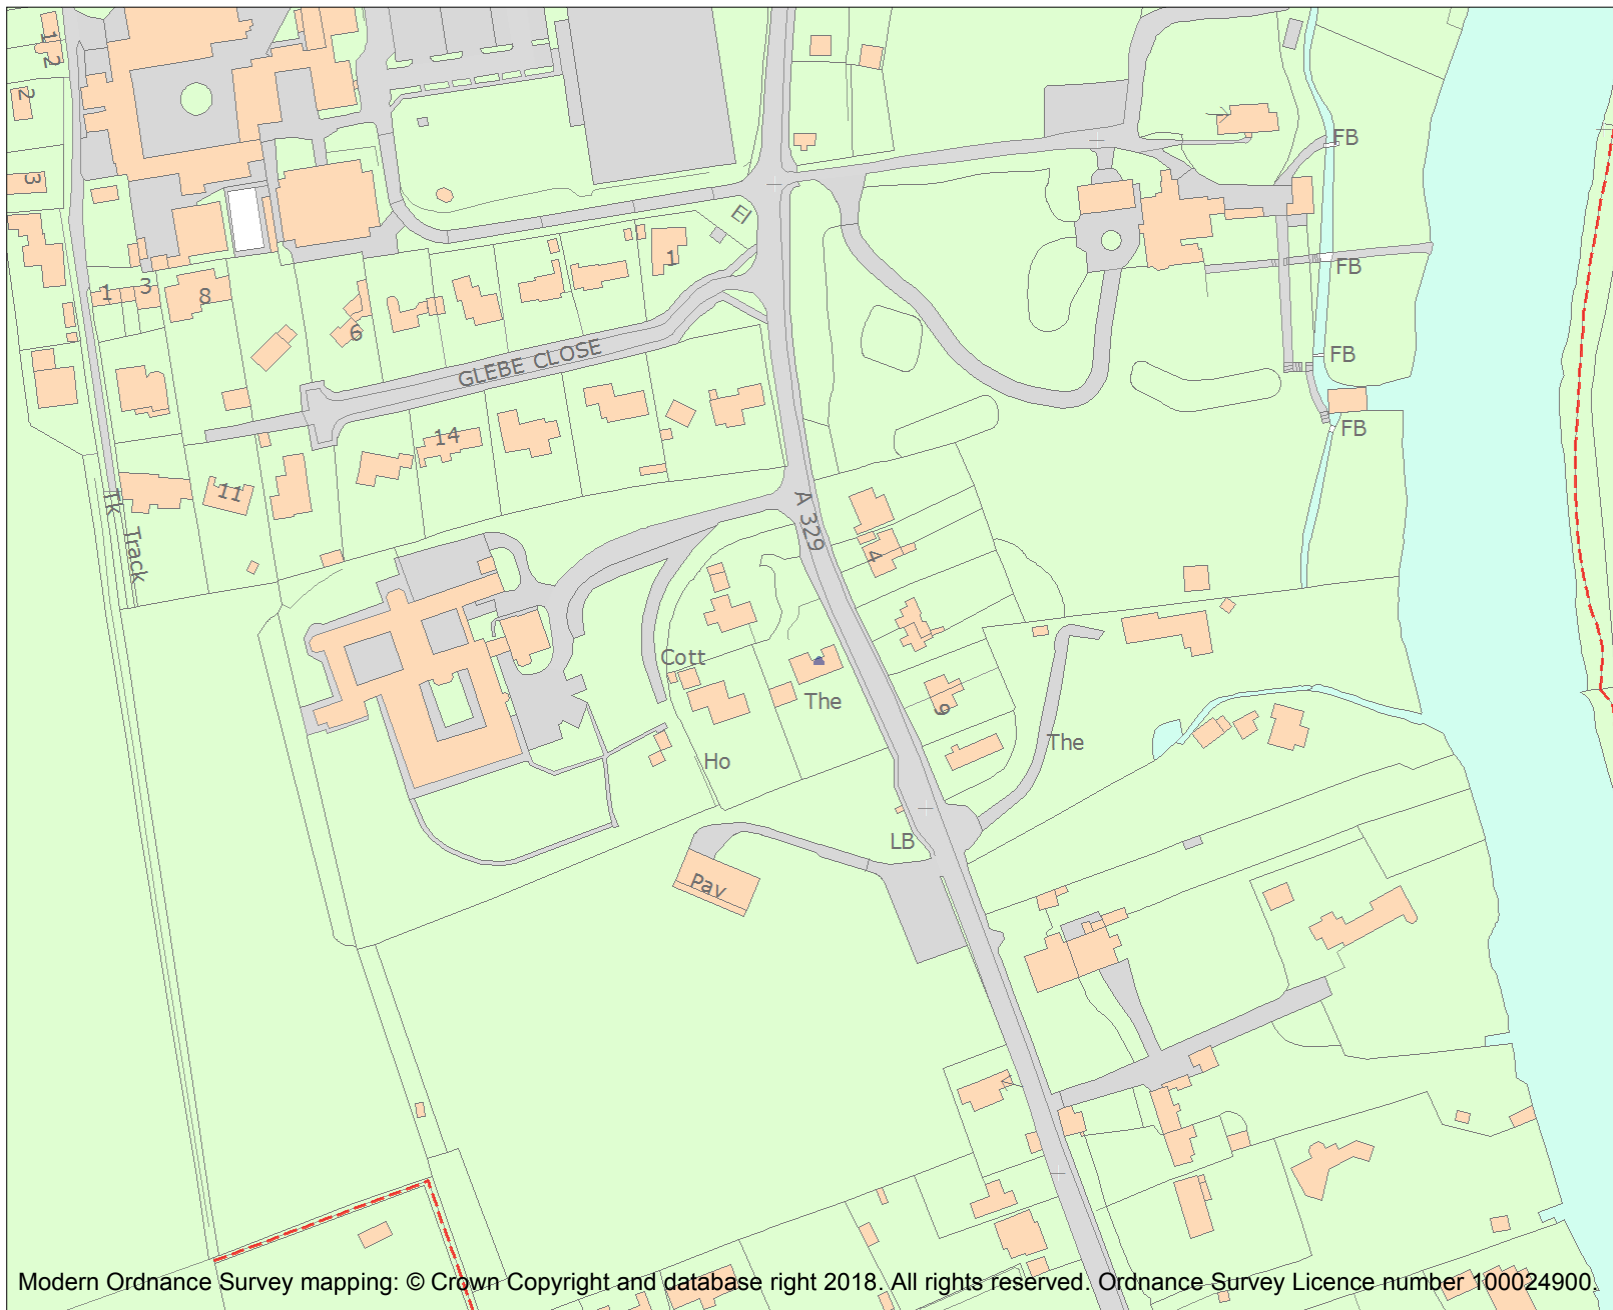 1
2
2
3
FB
El
1
FB
1
3
8
6
GLEBE CLOSE
FB
14
FB
11
A 329
Tk
Track
4
Cott
The
9
The
Ho
LB
Pav
Modern Ordnance Survey mapping: © Crown Copyright and database right 2018. All rights reserved. Ordnance Survey Licence number 100024900.